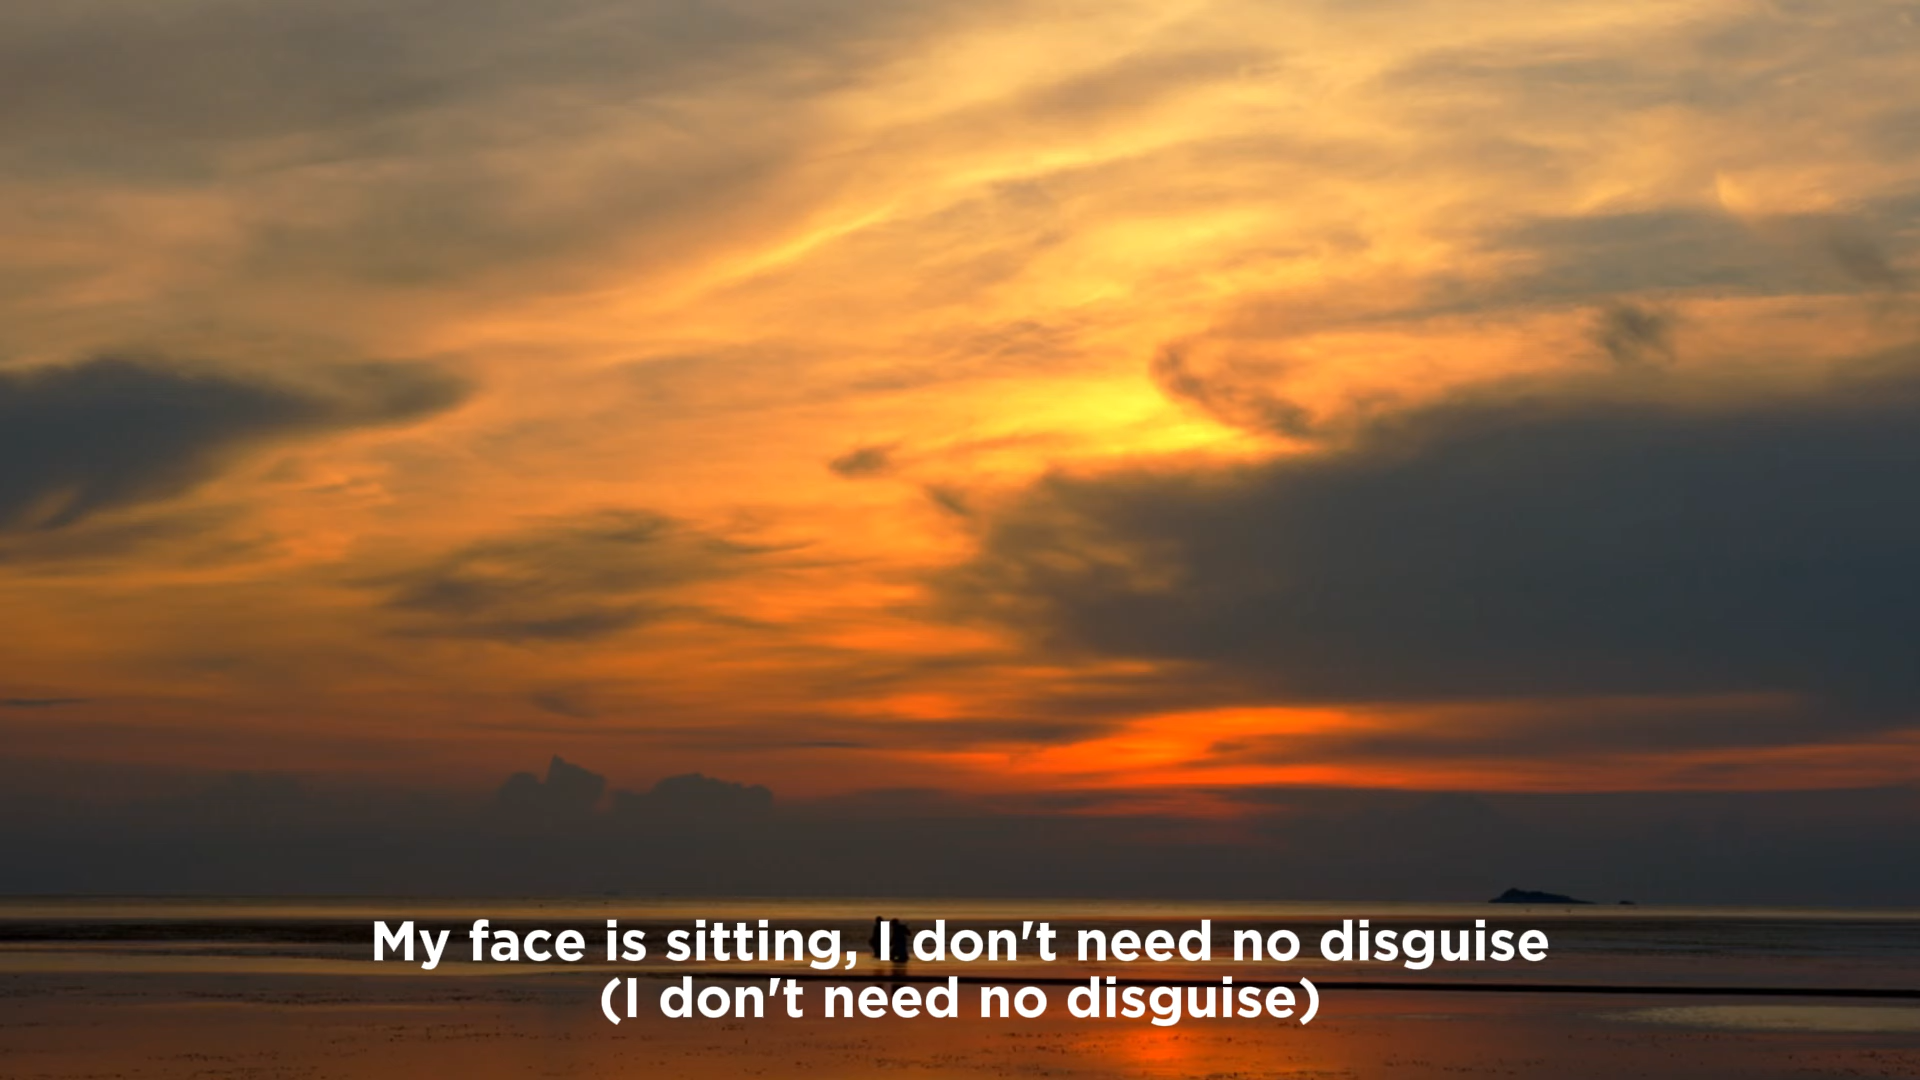 My face is sitting, I don't need no disguise
(I don't need no disguise)